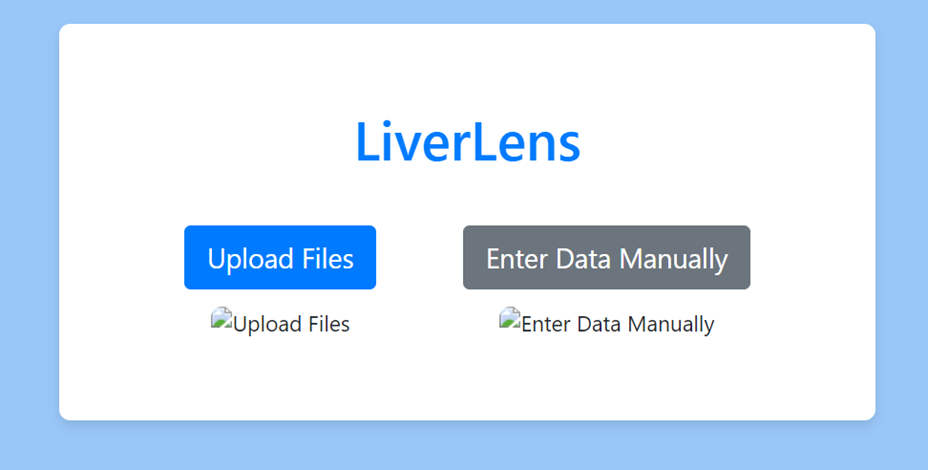 LiverLens
Upload Files
Enter Data Manually
Upload Files
Enter Data Manually